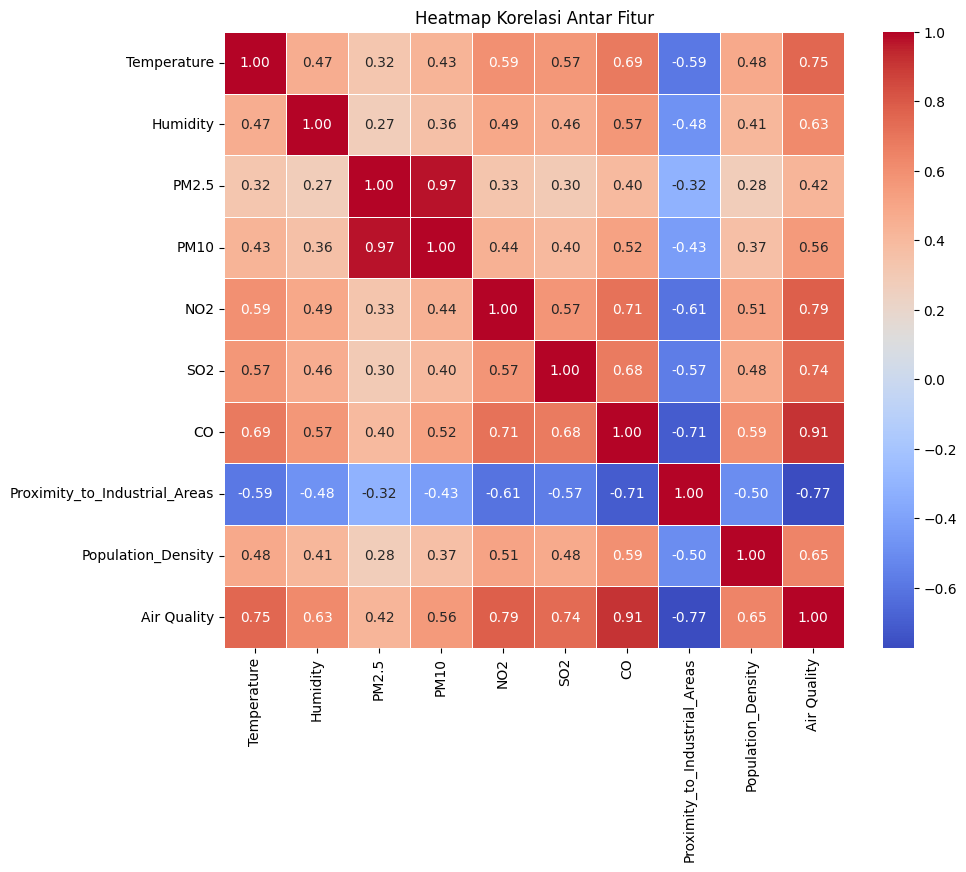 Heatmap Korelasi Antar Fitur
Temperature 1.00 0.47 0.32 0.43 0.59 0.57 0.69 -0.59 0.48 0.75
Humidity 0.47 1.00 0.27 0.36 0.49 0.46 0.57 -0.48 0.41 0.63
PM2.5 0.32 0.27 1.00 0.97 0.33 0.30 0.40 -0.32 0.28 0.42
PM10 0.43 0.36 0.97 1.00 0.44 0.40 0.52 -0.43 0.37 0.56
NO2 0.59 0.49 0.33 0.44 1.00 0.57 0.71 -0.61 0.51 0.79
SO2 0.57 0.46 0.30 0.40 0.57 1.00 0.68 -0.57 0.48 0.74
CO 0.69 0.57 0.40 0.52 0.71 0.68 1.00 -0.71 0.59 0.91
Proximity_to_Industrial_Areas -0.59 -0.48 -0.32 -0.43 -0.61 -0.57 -0.71 1.00 -0.50 -0.77
Population_Density 0.48 0.41 0.28 0.37 0.51 0.48 0.59 -0.50 1.00 0.65
Air Quality 0.75 0.63 0.42 0.56 0.79 0.74 0.91 -0.77 0.65 1.00
Temperature
Humidity
PM2.5
PM10
NO2
SO2
CO
Proximity_to_Industrial_Areas
Population_Density
Air Quality
1.0
0.8
0.6
0.4
0.2
0.0
−0.2
−0.4
−0.6